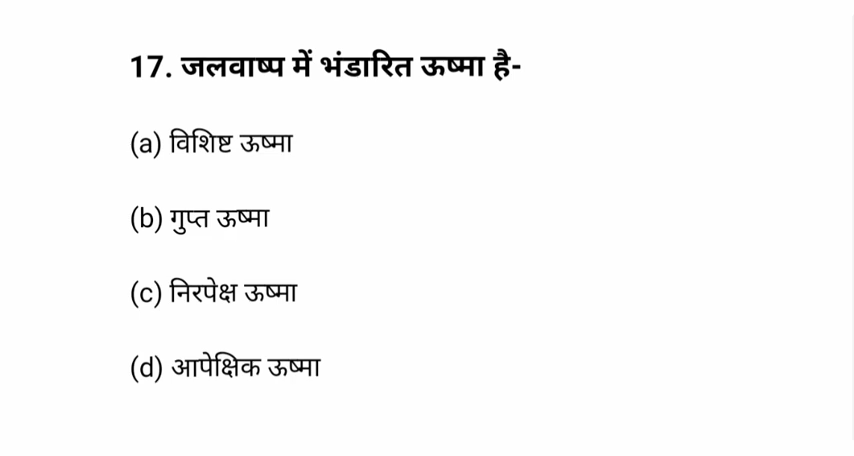 17. जलवाष्प में भंडारित ऊष्मा है-
(a) विशिष्ट ऊष्मा
(b) गुप्त ऊष्मा
(c) निरपेक्ष ऊष्मा
(d) आपेक्षिक ऊष्मा